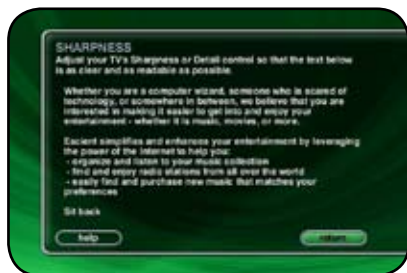 SHARPNESS
Adjust your TV's Sharpness or Detail control so that the text below
is as clear and as readable as possible.
Whether you are a computer wizard, someone who is scared of
technology, or somewhere in between, we believe that you are
interested in making it easier to get into and enjoy your
entertainment - whether it is music, movies, or more.
Escient simplifies and enhances your entertainment by leveraging
the power of the Internet to help you:
- organize and listen to your music collection
- find and enjoy radio stations from all over the world
- easily find and purchase new music that matches your
preferences
Sit back
help
return